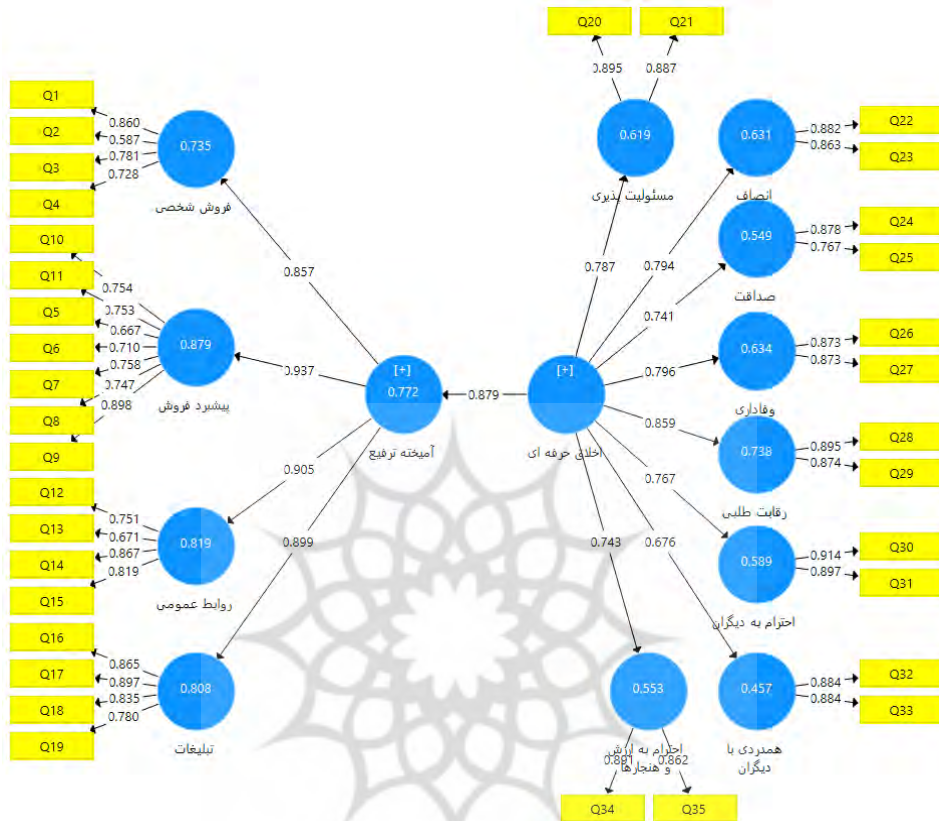 Q20
Q21
0.895
0.887
0.619
مسئولیت پذیری
Q1
Q2
Q3
Q4
0.860
0.587
0.781
0.728
0.735
فروش شخصی
Q10
Q11
Q5
Q6
Q7
Q8
Q9
0.754
0.753
0.667
0.710
0.758
0.747
0.898
0.879
پیشبرد فروش
Q12
Q13
Q14
Q15
0.751
0.671
0.867
0.819
0.819
روابط عمومی
Q16
Q17
Q18
Q19
0.865
0.897
0.835
0.780
0.808
تبلیغات
0.857
0.937
0.905
0.899
[+]
0.772
آمیخته ترفیع
0.879
[+]
اخلاق حرفه ای
0.787
0.794
0.741
0.796
0.859
0.767
0.676
0.743
0.631
انصاف
0.882
0.863
Q22
Q23
0.549
صداقت
0.878
0.767
Q24
Q25
0.634
وفاداری
0.873
0.873
Q26
Q27
0.738
رقابت طلبی
0.895
0.874
Q28
Q29
0.589
احترام به دیگران
0.914
0.897
Q30
Q31
0.457
همدردی با
دیگران
0.884
0.884
Q32
Q33
0.553
احترام به ارزش
و هنجارها
0.891
0.862
Q34
Q35